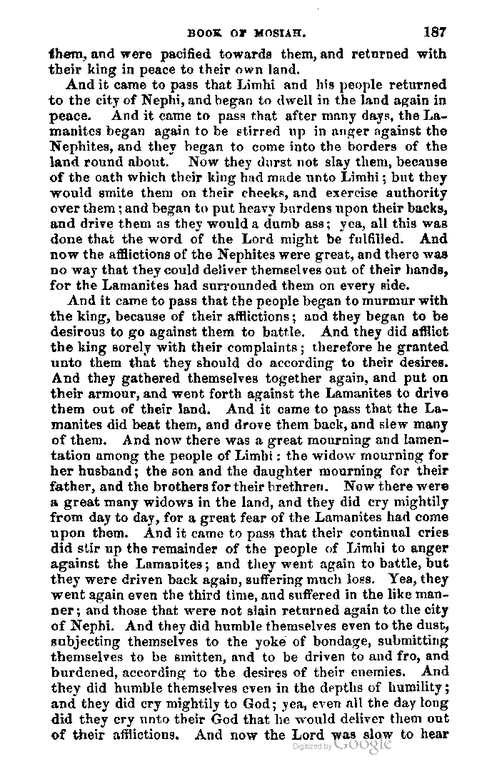 BOOK OF MOSIAH. 187
them, and were pacified towards them, and returned with
their king in peace to their own land.
And it came to pass that Limhi and his people returned
to the city of Nephi, and began to dwell in the land again in
peace. And it came to pass that after many days, the La-
manites began again to be stirred up in anger against the
Nephites, and they began to come into the borders of the
land round about. Now they durst not slay them, because
of the oath which their king had made unto Limhi; but they
would smite them on their cheeks, and exercise authority
over them; and began to put heavy burdens upon their backs,
and drive them as they would a dumb ass; yea, all this was
done that the word of the Lord might be fulfilled. And
now the afflictions of the Nephites were great, and there was
no way that they could deliver themselves out of their hands,
for the Lamanites had surrounded them on every side.
And it came to pass that the people began to murmur with
the king, because of their afflictions; and they began to be
desirous to go against them to battle. And they did afflict
the king sorely with their complaints; therefore he granted
unto them that they should do according to their desires.
And they gathered themselves together again, and put on
their armour, and went forth against the Lamanites to drive
them out of their land. And it came to pass that the La-
manites did beat them, and drove them back, and slew many
of them. And now there was a great mourning and lamen-
tation among the people of Limhi: the widow mourning for
her husband; the son and the daughter mourning for their
father, and the brothers for their brethren. Now there were
a great many widows in the land, and they did cry mightily
from day to day, for a great fear of the Lamanites had come
upon them. And it came to pass that their continual cries
did stir up the remainder of the people of Limhi to anger
against the Lamanites; and they went again to battle, but
they were driven back again, suffering much loss. Yea, they
went again even the third time, and suffered in the like man-
ner; and those that were not slain returned again to the city
of Nephi. And they did humble themselves even to the dust,
subjecting themselves to the yoke of bondage, submitting
themselves to be smitten, and to be driven to and fro, and
burdened, according to the desires of their enemies. And
they did humble themselves even in the depths of humility;
and they did cry mightily to God; yea, even all the day long
did they cry unto their God that he would deliver them out
of their afflictions. And now the Lord was slow to hear
Digitized by Google